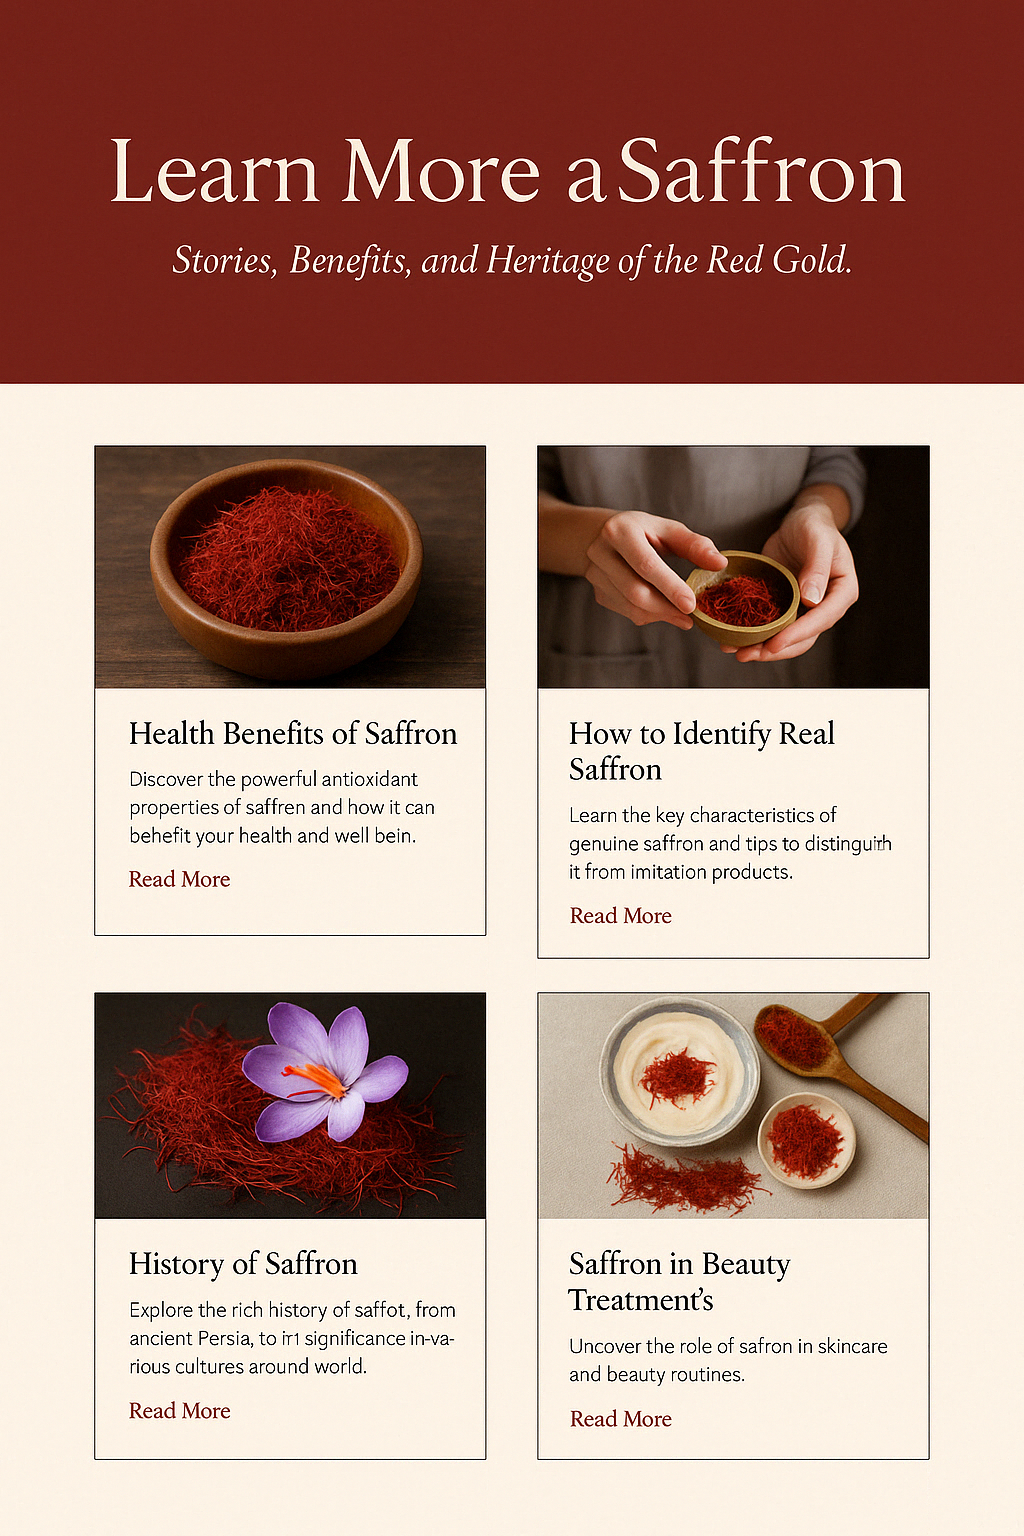 Learn More a Saffron
Stories, Benefits, and Heritage of the Red Gold.
Health Benefits of Saffron
Discover the powerful antioxidant
properties of saffren and how it can
behefit your health and well bein.
Read More
How to Identify Real
Saffron
Learn the key characteristics of
genuine saffron and tips to
it from imitation products.
Read More
History of Saffron
Explore the rich history of saffot, from
ancient Persia, to significance in-va-
rious cultures around world.
Read More
Saffron in Beauty
Treatment's
Uncover the role of safron in skincare
and beauty routines.
Read More